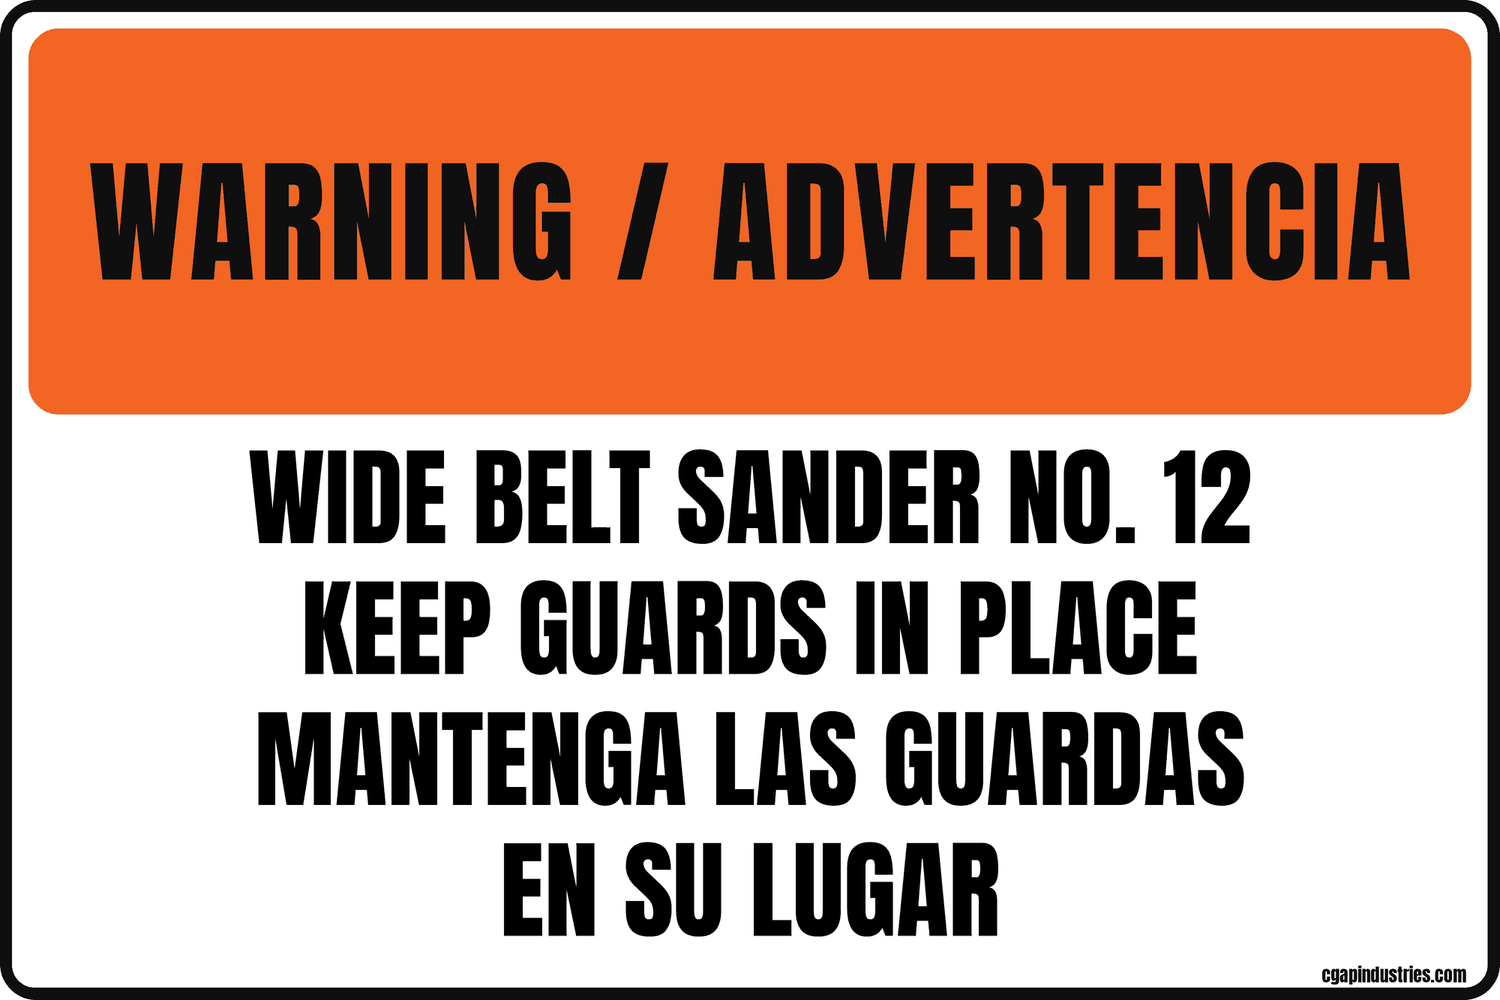 WARNING / ADVERTENCIA
WIDE BELT SANDER NO. 12
KEEP GUARDS IN PLACE
MANTENGA LAS GUARDAS
EN SU LUGAR
cgapindustries.com